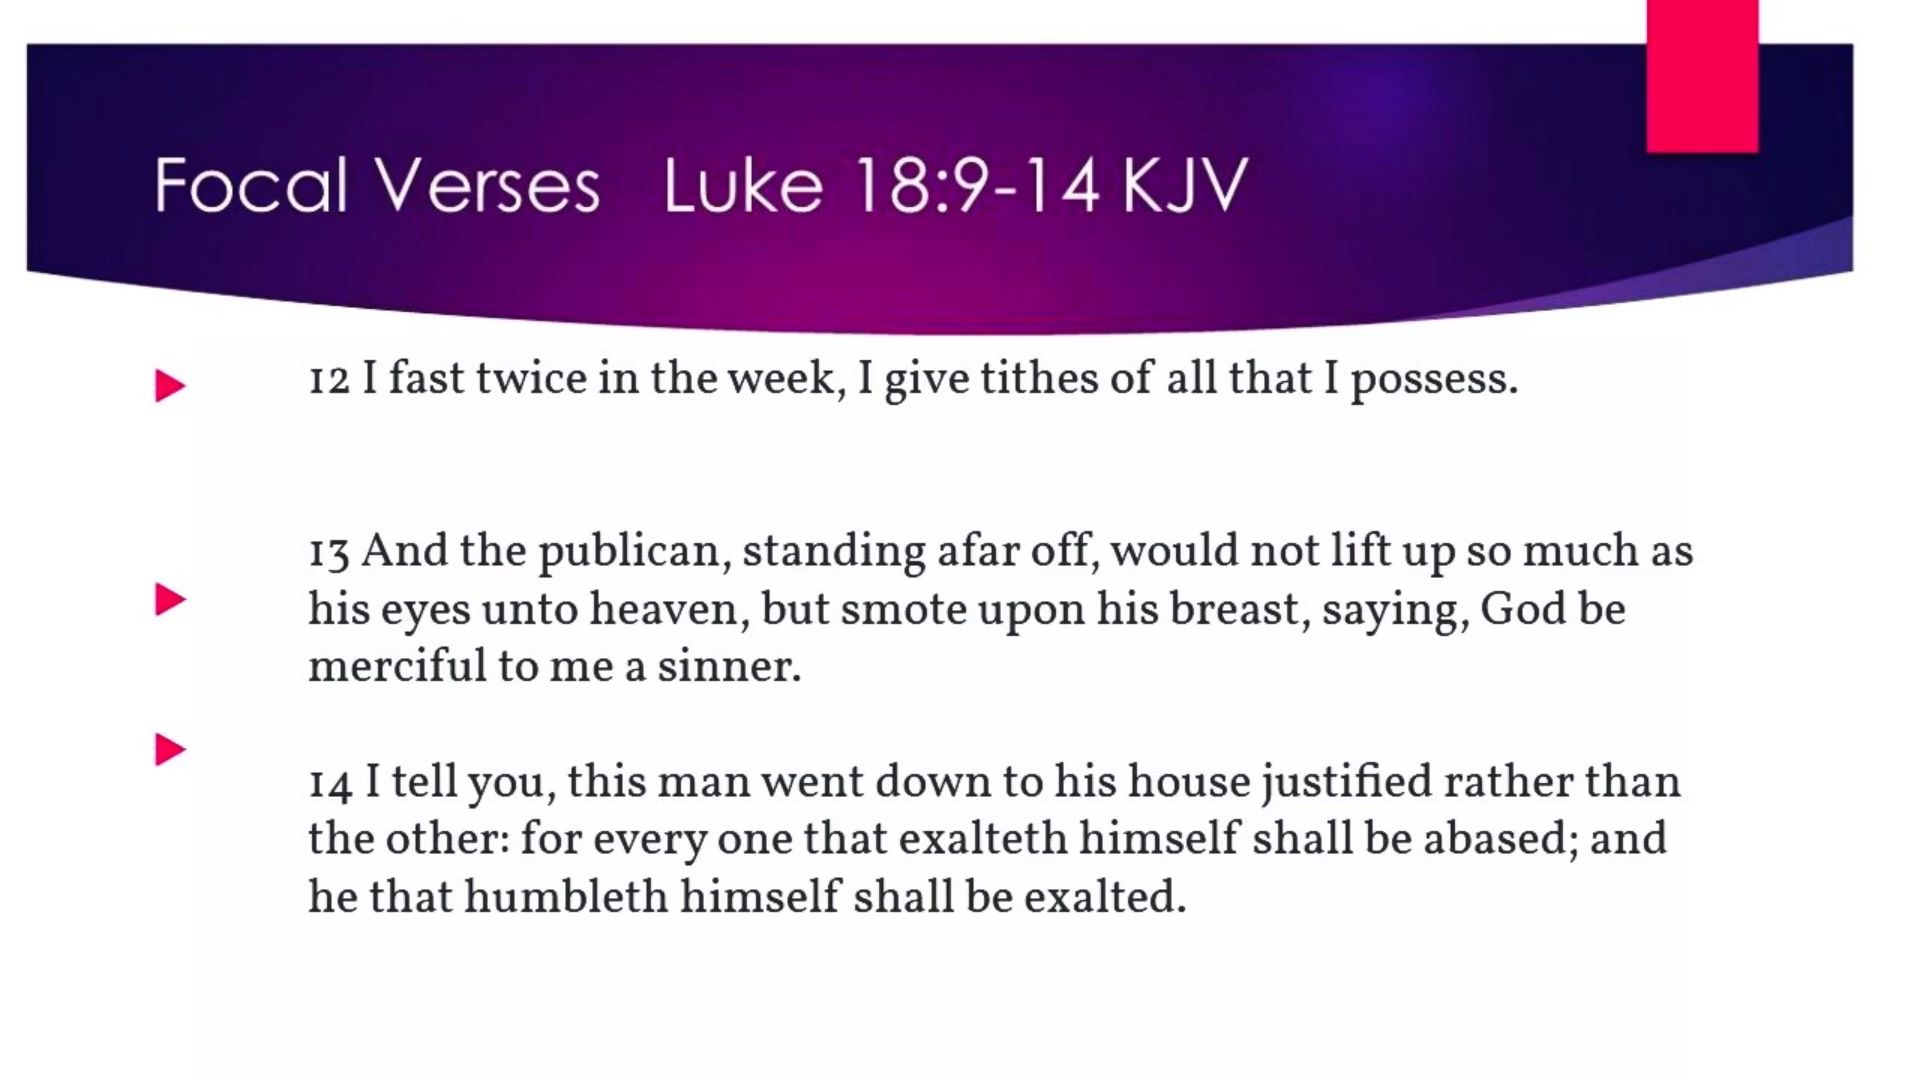 Focal Verses Luke 18:9-14 KJV
12 I fast twice in the week, I give tithes of all that I possess.
13 And the publican, standing afar off, would not lift up so much as
his eyes unto heaven, but smote upon his breast, saying, God be
merciful to me a sinner.
14 I tell you, this man went down to his house justified rather than
the other: for every one that exalteth himself shall be abased; and
he that humbleth himself shall be exalted.